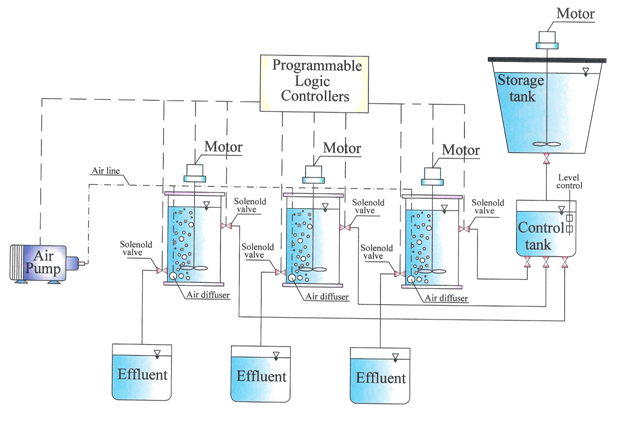 Motor
Programmable
Logic
Controllers
Storage
tank
Motor
Motor
Motor
Air line
Level
control
Solenold
valve
Solenold
valve
Solenold
valve
Control
tank
Solenold
valve
Solenold
valve
Solenold
valve
Air
Pump
Air diffuser
Air diffuser
Air diffuser
Effluent
Effluent
Effluent